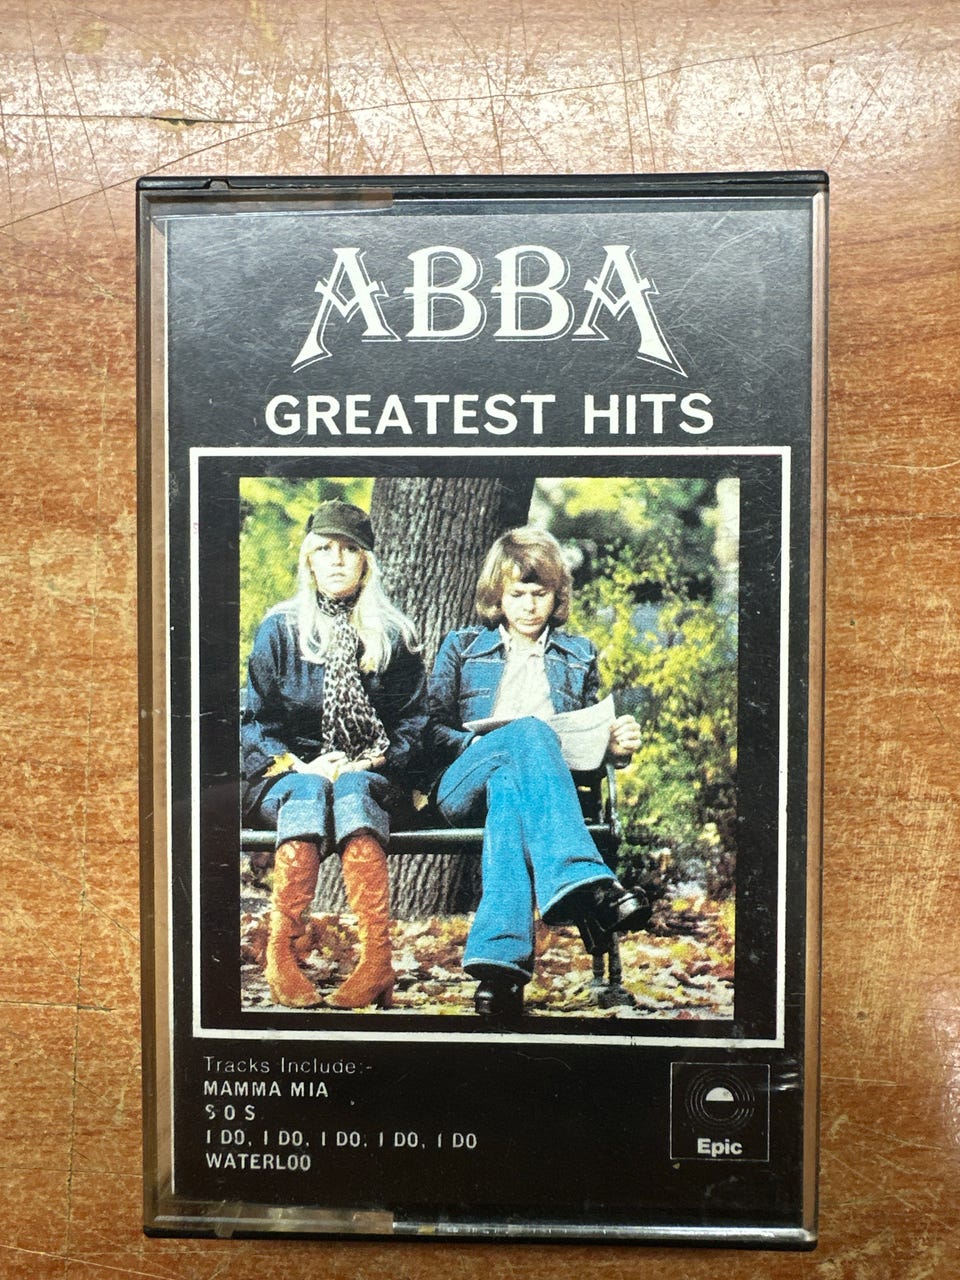 ABBA
GREATEST HITS
Tracks Include:-
MAMMA MIA
S O S
I DO, I DO, I DO, I DO, I DO
WATERLOO
Epic